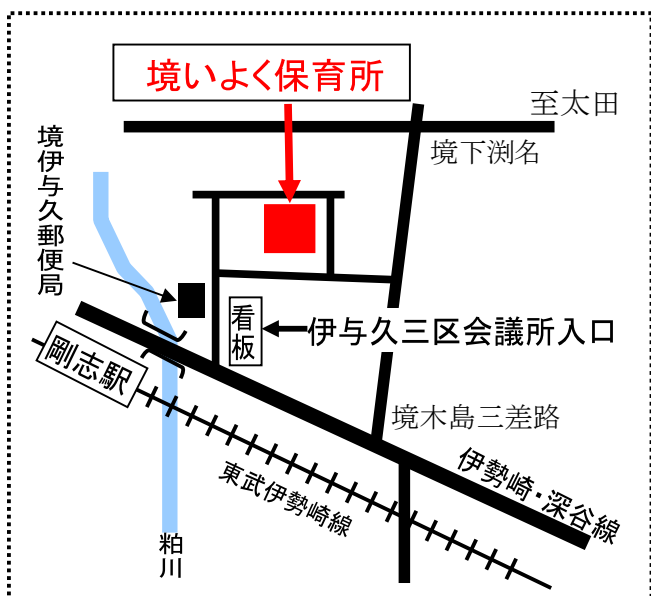 境いよく保育所
至太田
境下渕名
境伊与久郵便局
看板
伊与久三区会議所入口
剛志駅
境木島三差路
伊勢崎・深谷線
東武伊勢崎線
粕川